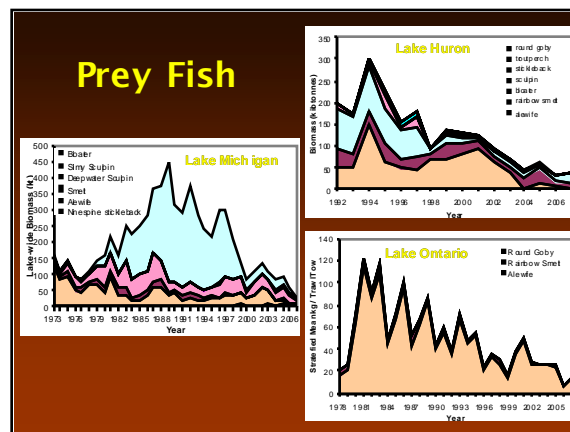 Prey Fish
Lake Huron
Biomass (kilotonnes)
350
300
250
200
150
100
50
0
round goby
troutperch
stickleback
sculpin
bloater
rainbow smelt
alewife
1992 1994 1996 1998 2000 2002 2004 2006
Year
Lake Michigan
Lake-wide Biomass (kt)
500
450
400
350
300
250
200
150
100
50
0
Bloater
Slimy Sculpin
Deepwater Sculpin
Smelt
Alewife
Ninespine stickleback
1973 1976 1979 1982 1985 1988 1991 1994 1997 2000 2003 2006
Year
Lake Ontario
140
120
100
80
60
40
20
0
Round Goby
Rainbow Smelt
Alewife
1978 1981 1984 1987 1990 1993 1996 1999 2002 2005
Year